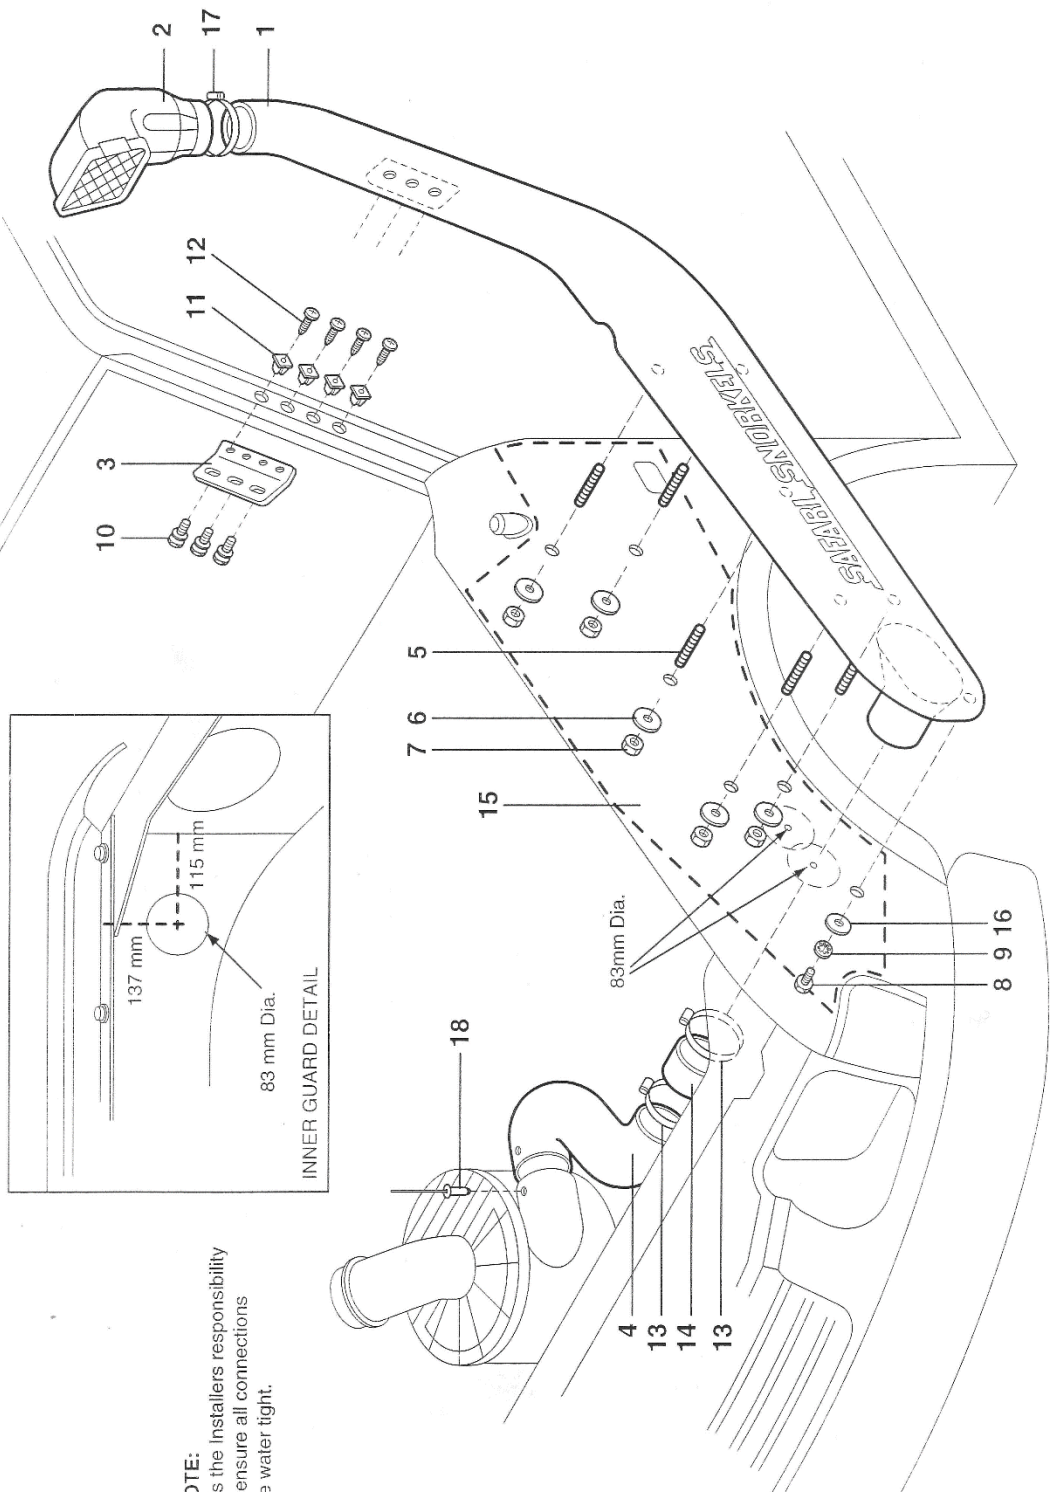 OTE:
s the Installers responsibility
ensure all connections
e water tight.
137 mm
115 mm
83 mm Dia.
INNER GUARD DETAIL
10
3
11
12
2
17
1
18
4
13
14
13
7
6
5
15
83mm Dia.
8
9
16
SAFARI SNORKELS